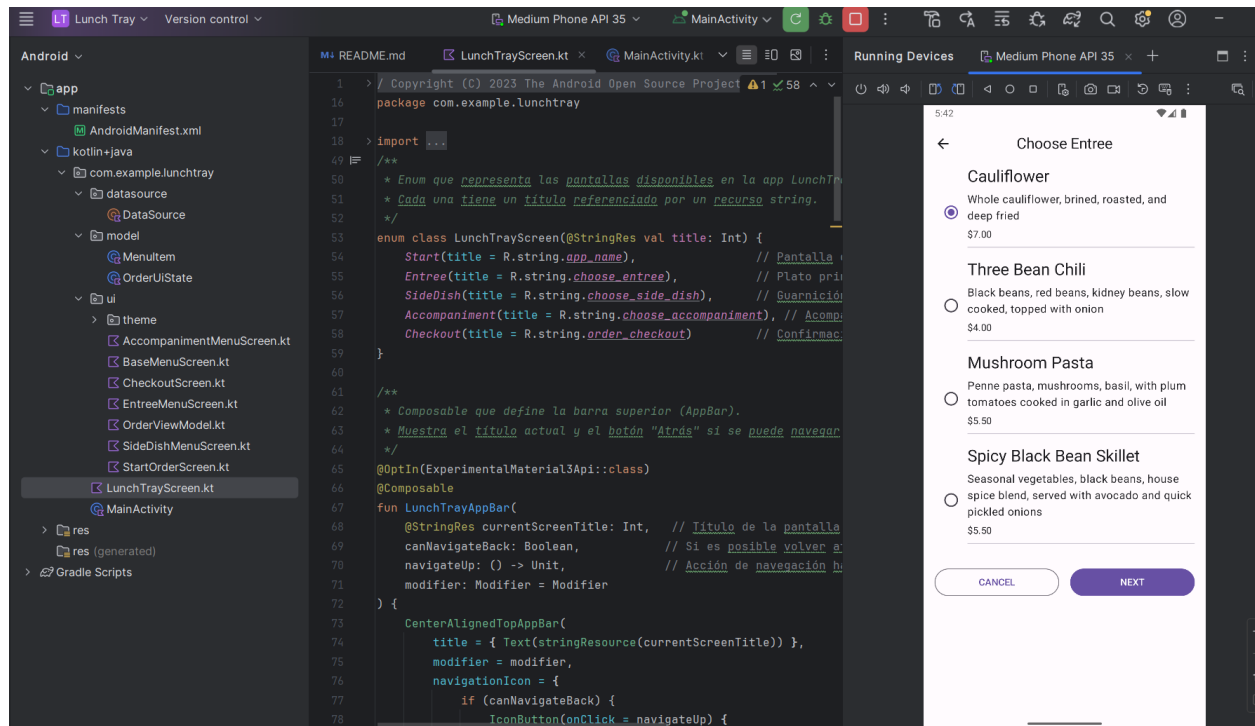 LT Lunch Tray Version control Medium Phone API 35 MainActivity
Android
app
manifests
AndroidManifest.xml
kotlin+java
com.example.lunchtray
datasource
DataSource
model
MenuItem
OrderUiState
ui
theme
AccompanimentMenuScreen.kt
BaseMenuScreen.kt
CheckoutScreen.kt
EntreeMenuScreen.kt
OrderViewModel.kt
SideDishMenuScreen.kt
StartOrderScreen.kt
LunchTrayScreen.kt
MainActivity
res
res (generated)
Gradle Scripts
M↓ README.md LunchTrayScreen.kt MainActivity.kt
1 / Copyright (C) 2023 The Android Open Source Project 1 58
16 package com.example.lunchtray
17
18 import ...
49 /**
50 * Enum que representa las pantallas disponibles en la app LunchTr
51 * Cada una tiene un título referenciado por un recurso string.
52 */
53 enum class LunchTrayScreen(@StringRes val title: Int) {
54 Start(title = R.string.app_name), // Pantalla
55 Entree(title = R.string.choose_entree), // Plato pri
56 SideDish(title = R.string.choose_side_dish), // Guarnición
57 Accompaniment(title = R.string.choose_accompaniment), // Acomp
58 Checkout(title = R.string.order_checkout) // Confirmac
59 }
60
61 /**
62 * Composable que define la barra superior (AppBar).
63 * Muestra el título actual y el botón "Atrás" si se puede navegar
64 */
65 @OptIn(ExperimentalMaterial3Api::class)
66 @Composable
67 fun LunchTrayAppBar(
68 @StringRes currentScreenTitle: Int, // Título de la pantalla
69 canNavigateBack: Boolean, // Si es posible volver
70 navigateUp: () -> Unit, // Acción de navegación
71 modifier: Modifier = Modifier
72 ) {
73 CenterAlignedTopAppBar(
74 title = { Text(stringResource(currentScreenTitle)) },
75 modifier = modifier,
76 navigationIcon = {
77 if (canNavigateBack) {
78 IconButton(onClick = navigateUp) {
Running Devices Medium Phone API 35
5:42
Choose Entree
Cauliflower
Whole cauliflower, brined, roasted, and
deep fried
$7.00
Three Bean Chili
Black beans, red beans, kidney beans, slow
cooked, topped with onion
$4.00
Mushroom Pasta
Penne pasta, mushrooms, basil, with plum
tomatoes cooked in garlic and olive oil
$5.50
Spicy Black Bean Skillet
Seasonal vegetables, black beans, house
spice blend, served with avocado and quick
pickled onions
$5.50
CANCEL NEXT